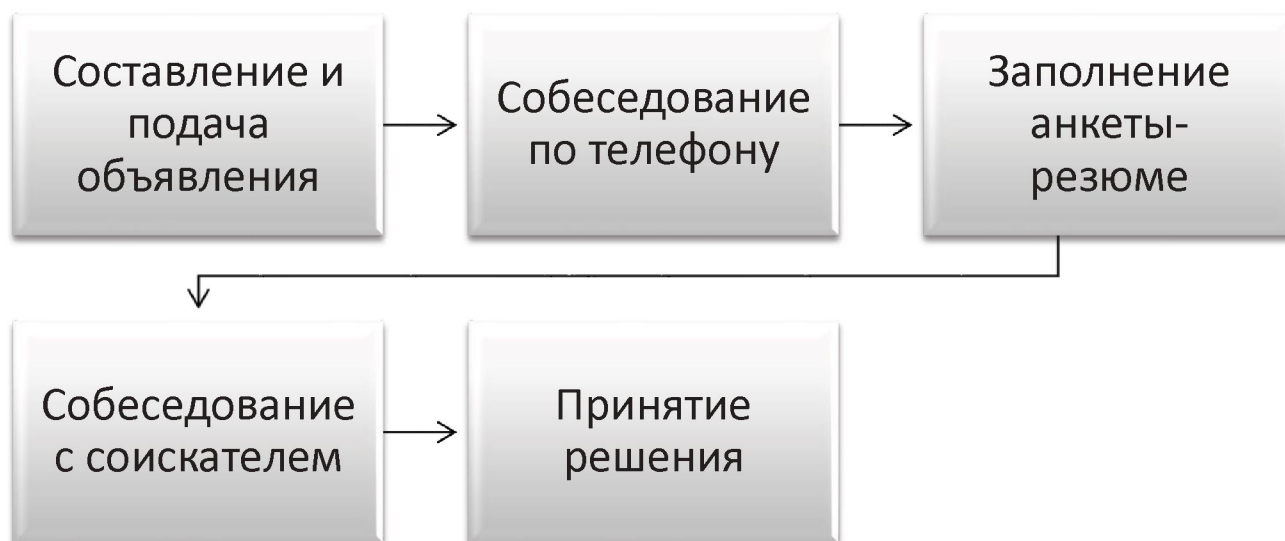 Составление и
подача
объявления
Собеседование
по телефону
Заполнение
анкеты-
резюме
Собеседование
с соискателем
Принятие
решения